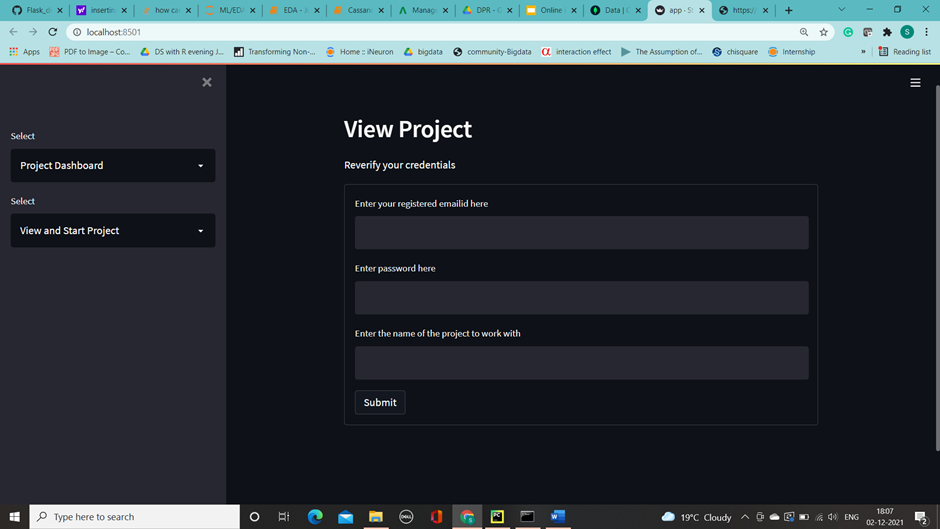 Flask_d
insertin
how ca
ML/ED
EDA - J
Cassan
Manag
DPR - G
Online
Data | C
app · St
https:/
localhost:8501
Apps
PDF to Image – Co...
DS with R evening J...
Transforming Non-...
Home :: iNeuron
bigdata
community-Bigdata
interaction effect
The Assumption of...
chisquare
Internship
»
Reading list
Select
Project Dashboard
Select
View and Start Project
View Project
Reverify your credentials
Enter your registered emailid here
Enter password here
Enter the name of the project to work with
Submit
Type here to search
DELL
PC
19°C Cloudy
ENG
18:07
02-12-2021
2